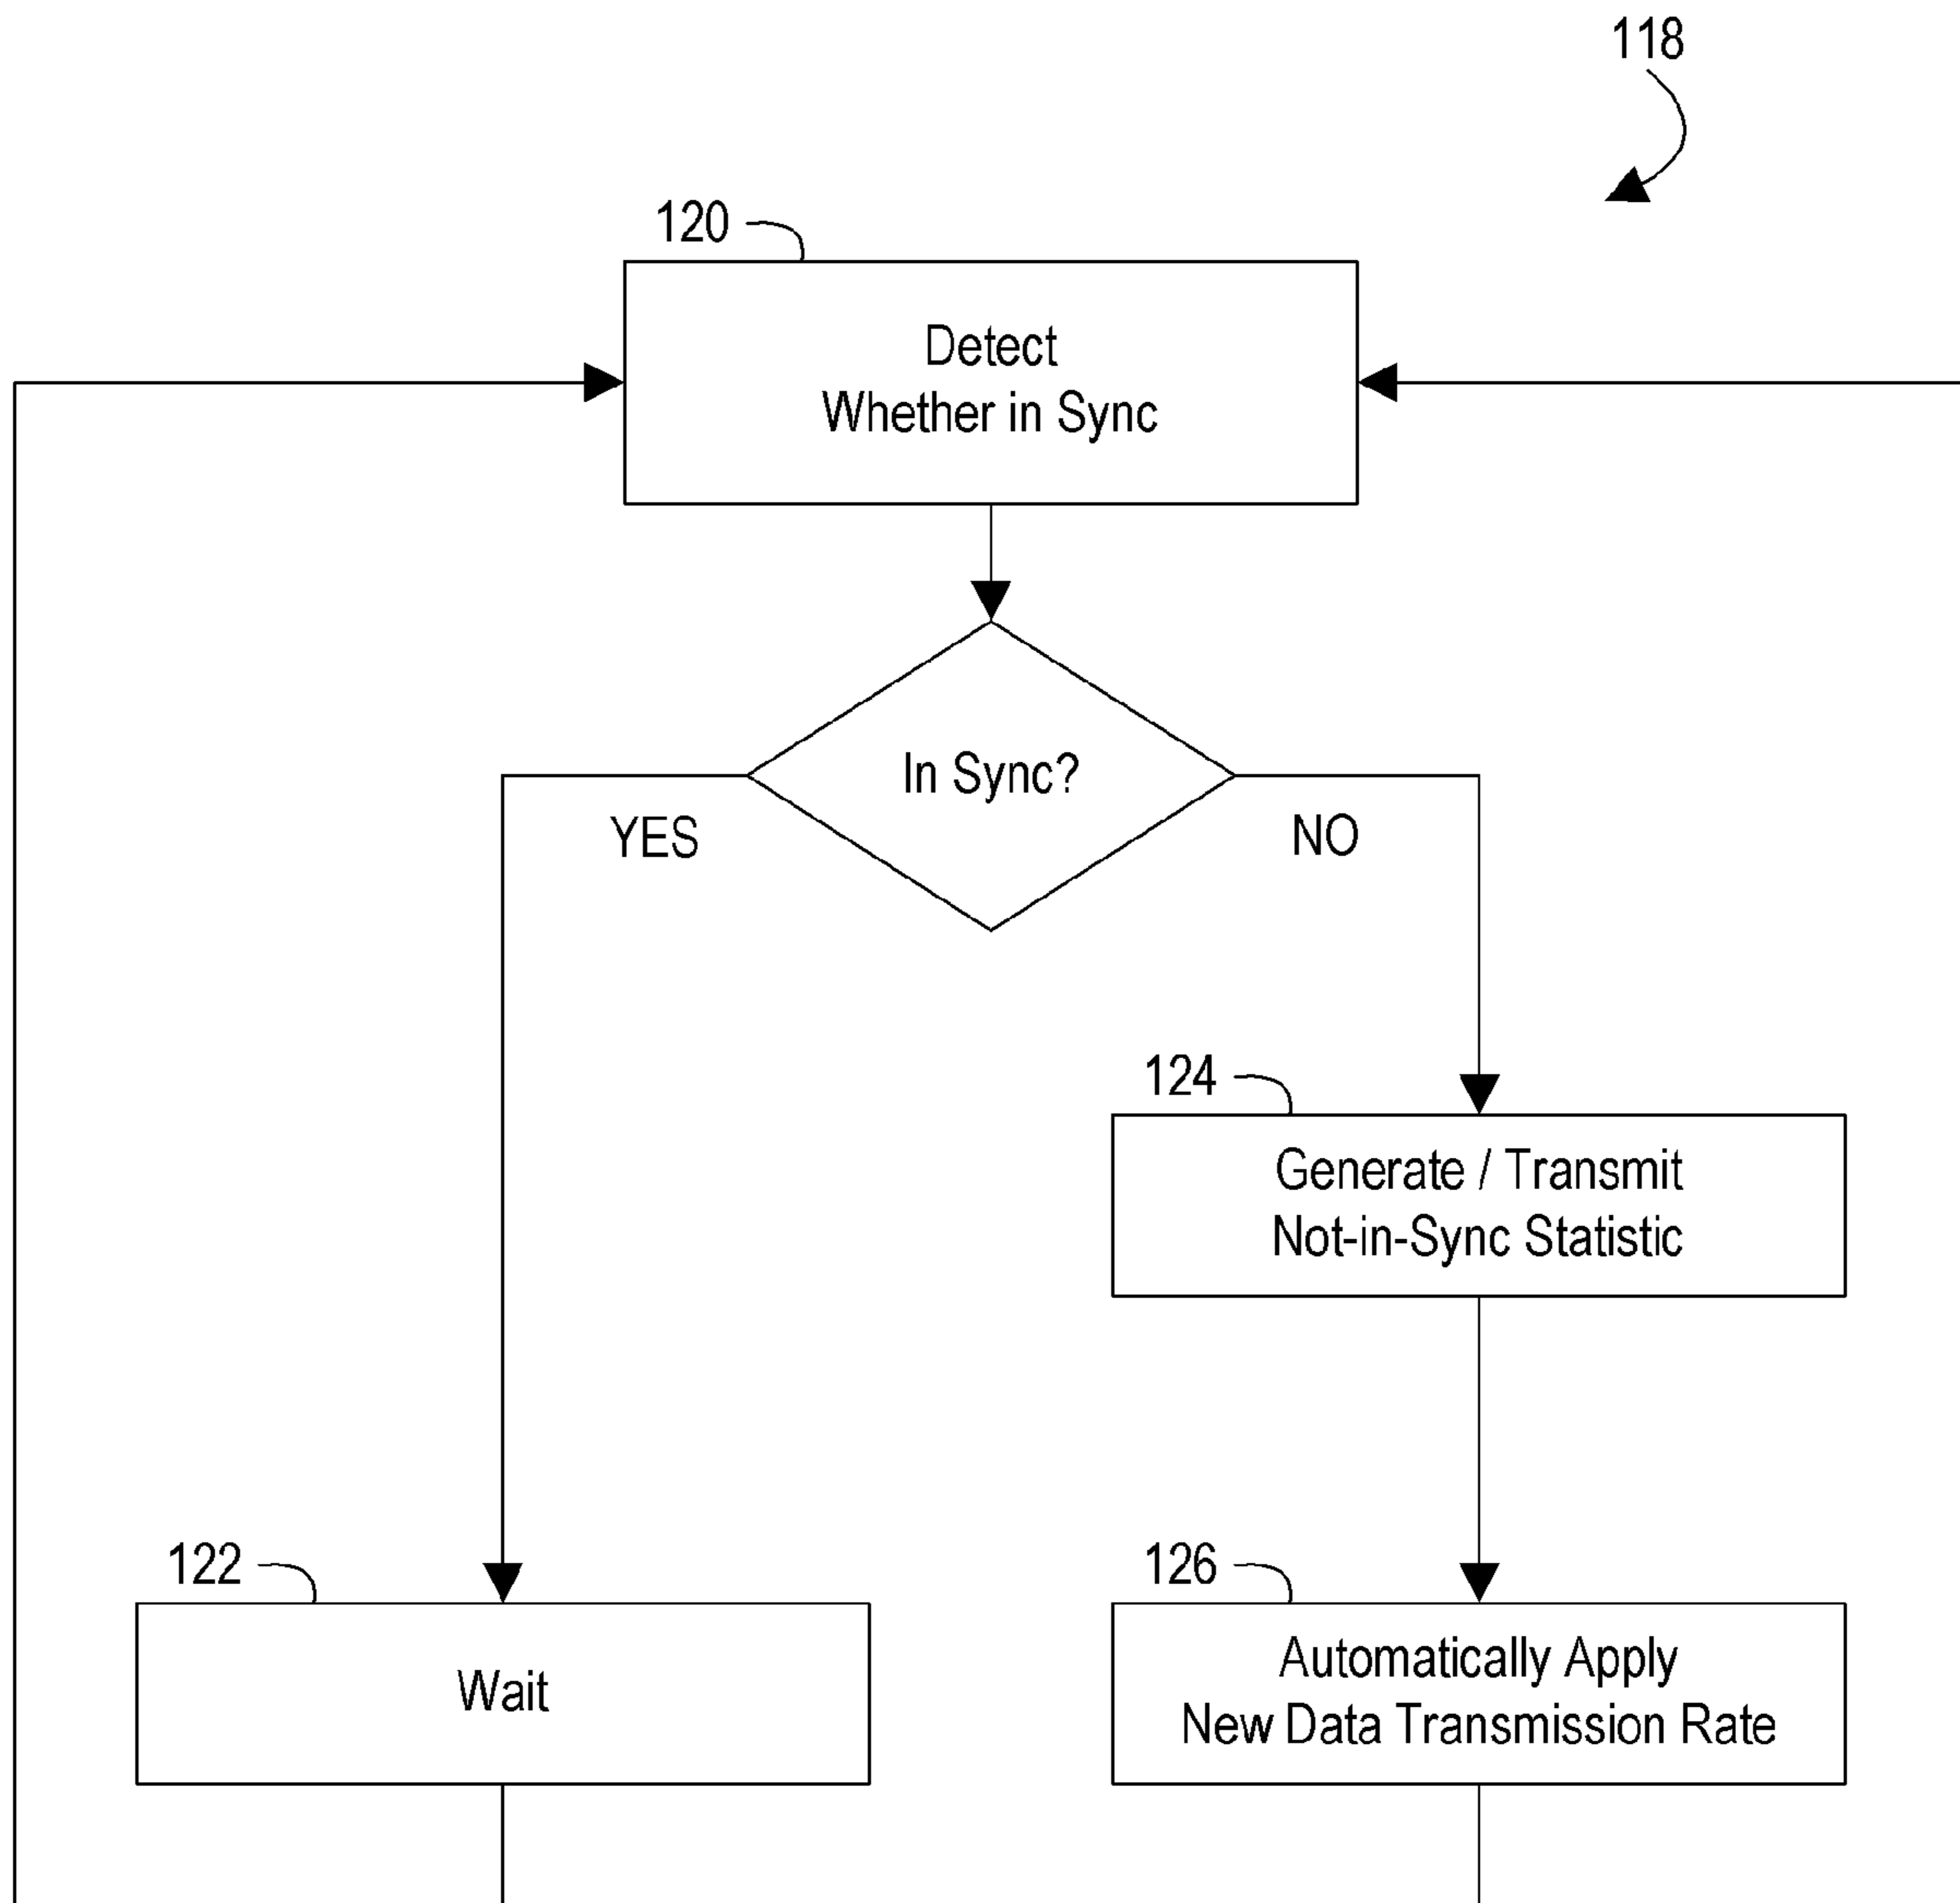 118
120
Detect
Whether in Sync
In Sync?
YES
NO
124
Generate / Transmit
Not-in-Sync Statistic
122
Wait
126
Automatically Apply
New Data Transmission Rate